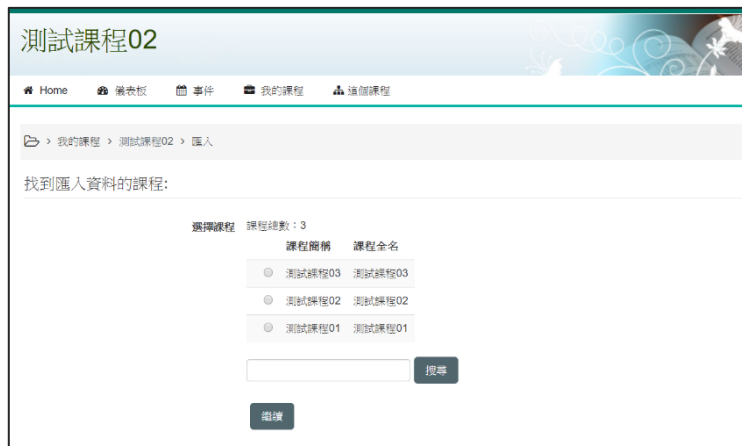 測試課程02
Home 儀表板 事件 我的課程 這個課程
> 我的課程 > 測試課程02 > 匯入
找到匯入資料的課程:
選擇課程 課程總數:3
課程簡稱 課程全名
測試課程03 測試課程03
測試課程02 測試課程02
測試課程01 測試課程01
搜尋
繼續